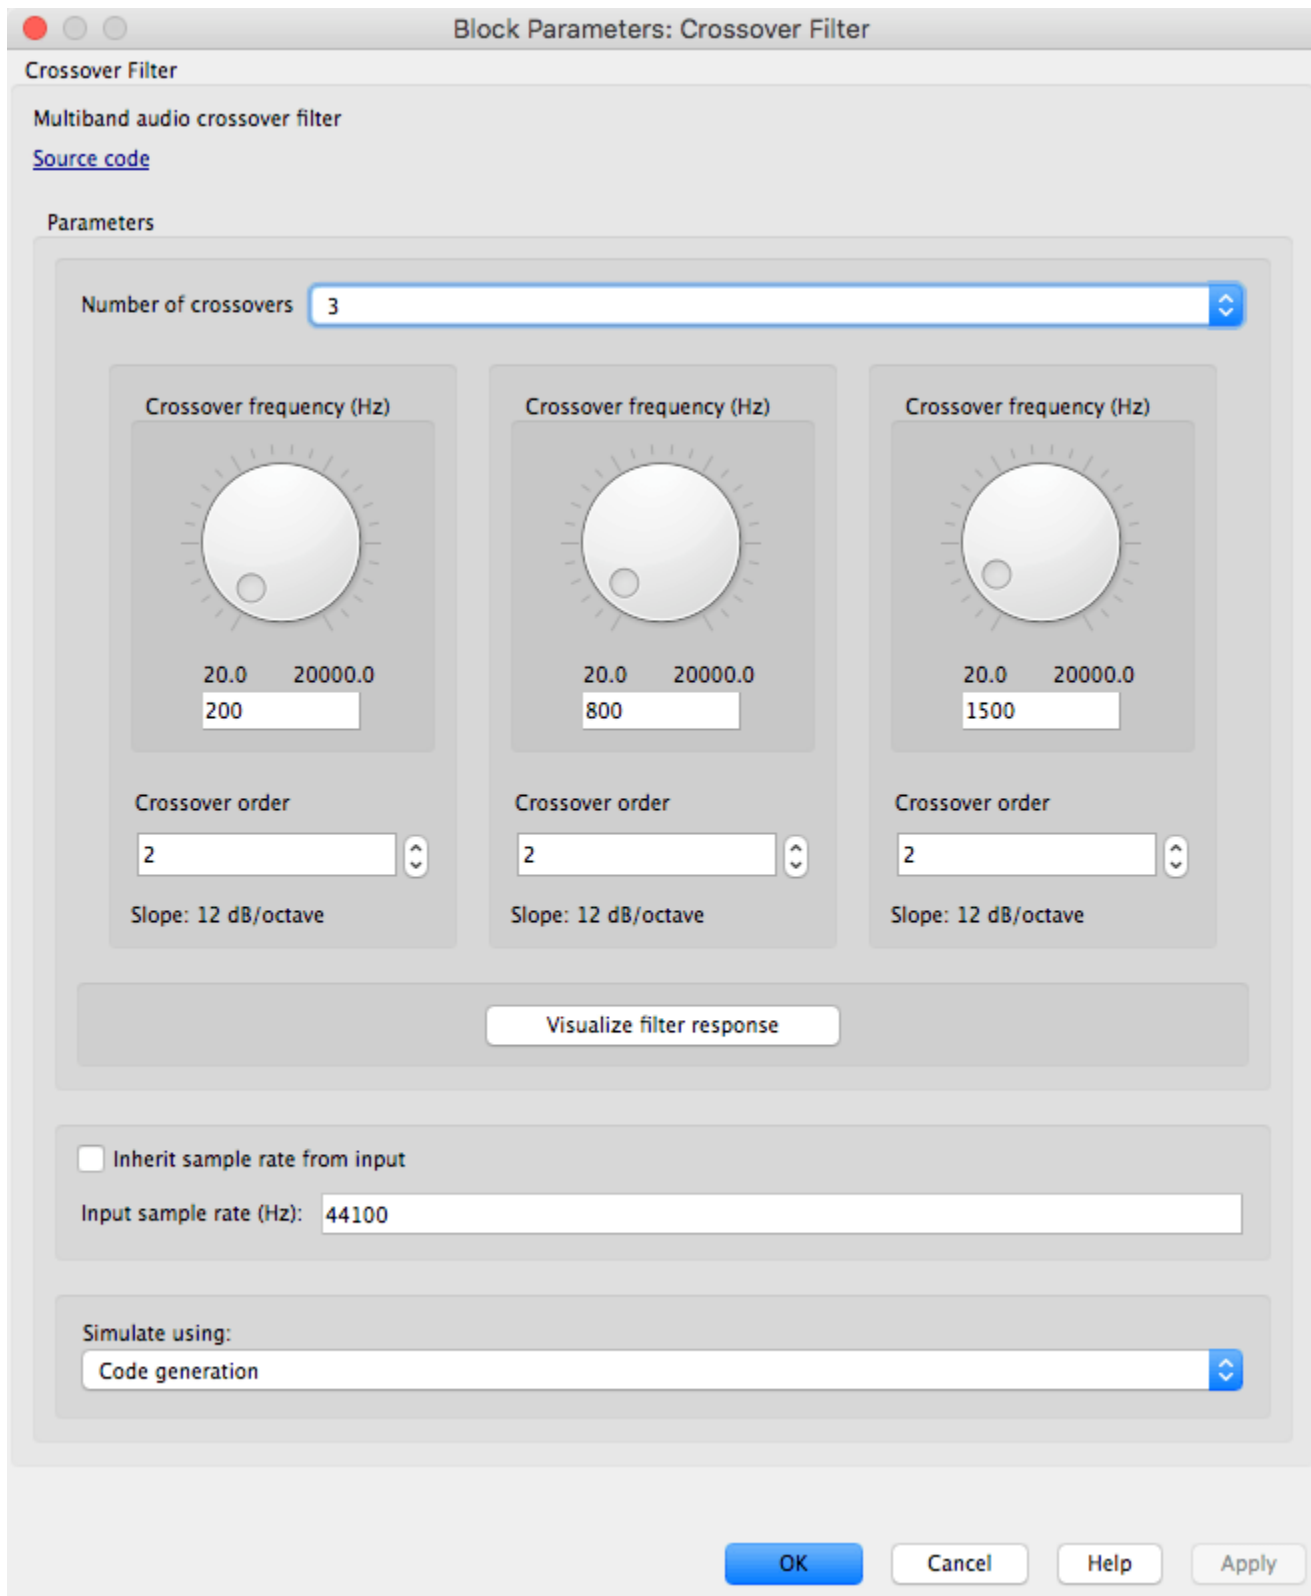 Block Parameters: Crossover Filter
Crossover Filter
Multiband audio crossover filter
Source code
Parameters
Number of crossovers 3
Crossover frequency (Hz) Crossover frequency (Hz) Crossover frequency (Hz)
20.0 20000.0 20.0 20000.0 20.0 20000.0
200 800 1500
Crossover order Crossover order Crossover order
2 2 2
Slope: 12 dB/octave Slope: 12 dB/octave Slope: 12 dB/octave
Visualize filter response
Inherit sample rate from input
Input sample rate (Hz): 44100
Simulate using:
Code generation
OK Cancel Help Apply